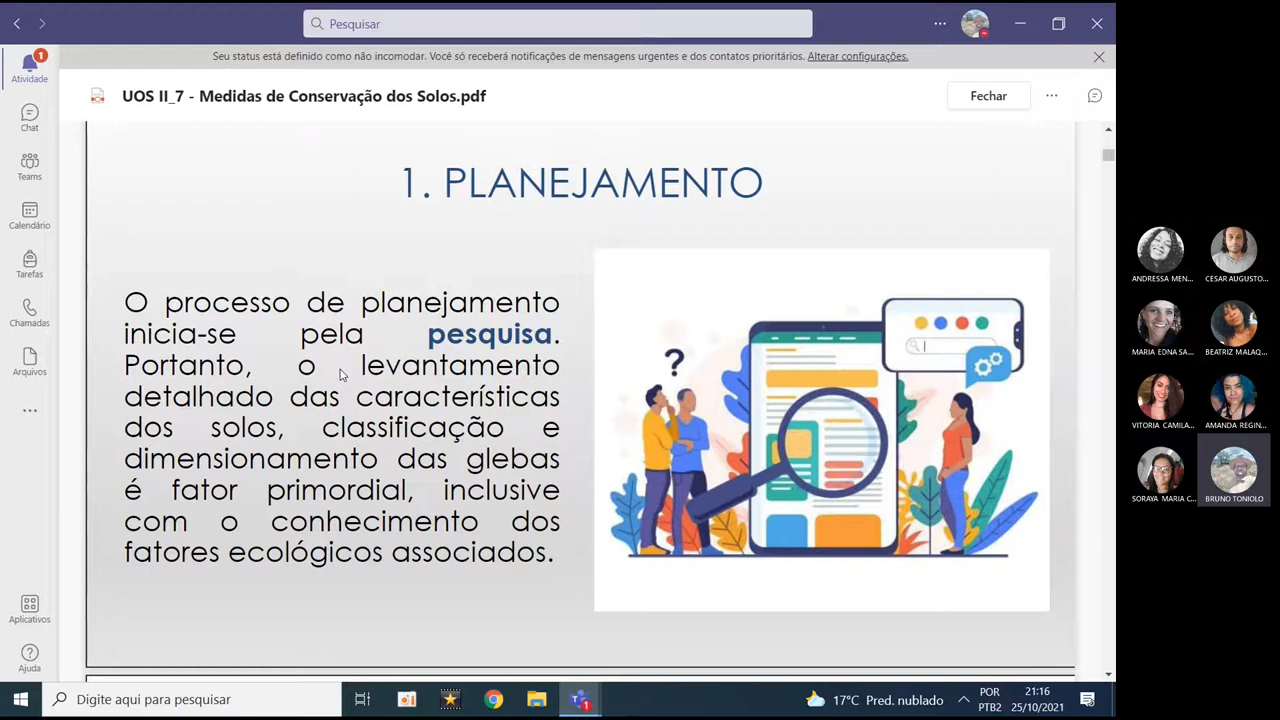 Pesquisar
Seu status está definido como não incomodar. Você só receberá notificações de mensagens urgentes e dos contatos prioritários. Alterar configurações.
1
Atividade
UOS II_7 - Medidas de Conservação dos Solos.pdf
Fechar
Chat
Teams
Calendário
Tarefas
Chamadas
Arquivos
Aplicativos
Ajuda
1. PLANEJAMENTO
O processo de planejamento
inicia-se pela pesquisa.
Portanto, o levantamento
detalhado das características
dos solos, classificação e
dimensionamento das glebas
é fator primordial, inclusive
com o conhecimento dos
fatores ecológicos associados.
?
ANDRESSA MEN...
CESAR AUGUSTO...
MARIA EDNA SA...
BEATRIZ MALAQ...
VITORIA CAMILA...
AMANDA REGIN...
SORAYA MARIA C...
BRUNO TONIOLO
Digite aqui para pesquisar
1
17°C Pred. nublado
POR
PTB2
21:16
25/10/2021